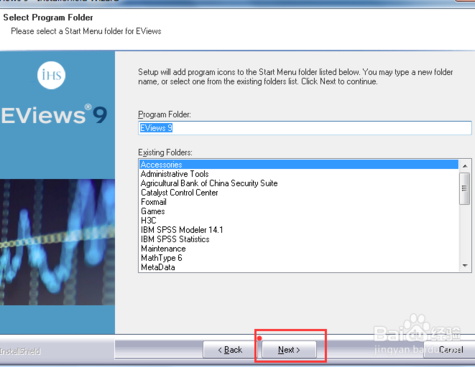 Select Program Folder
Please select a Start Menu folder for EViews
IHS
EViews®9
Setup will add program icons to the Start Menu folder listed below. You may type a new folder
name, or select one from the existing folders list. Click Next to continue.
Program Folder:
EViews 9
Existing Folders:
Accessories
Administrative Tools
Agricultural Bank of China Security Suite
Catalyst Control Center
Foxmail
Games
H3C
IBM SPSS Modeler 14.1
IBM SPSS Statistics
Maintenance
MathType 6
MetaData
InstallShield
< Back
Next >
Cancel
Baidu 经验
jingyan.baidu.com